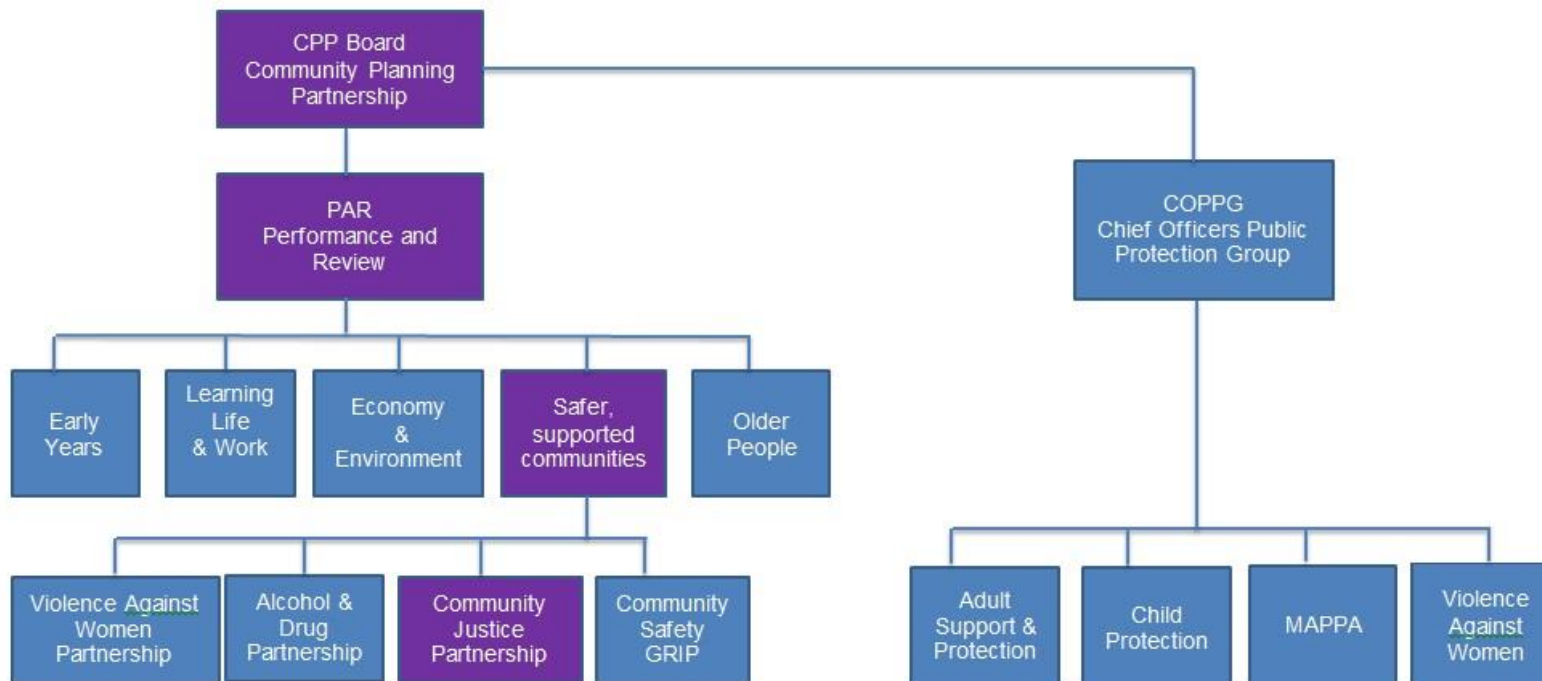 CPP Board
Community Planning
Partnership
PAR
Performance and
Review
COPPG
Chief Officers Public
Protection Group
Early
Years
Learning
Life
& Work
Economy
&
Environment
Safer,
supported
communities
Older
People
Violence Against
Women
Partnership
Alcohol &
Drug
Partnership
Community
Justice
Partnership
Community
Safety
GRIP
Adult
Support &
Protection
Child
Protection
MAPPA
Violence
Against
Women